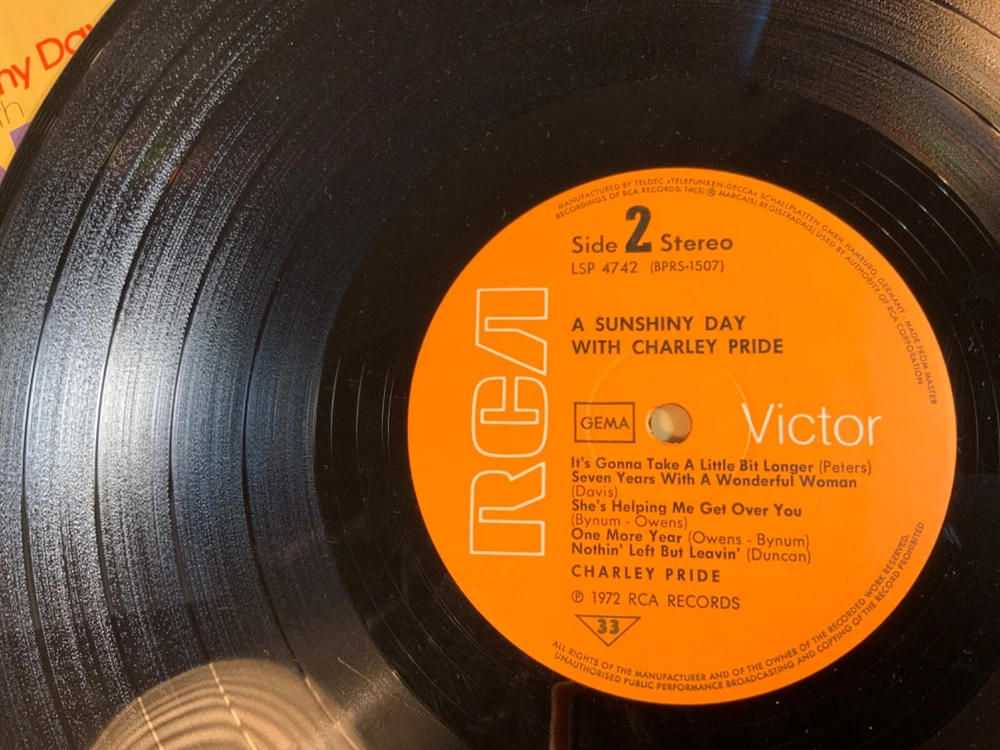 ny Day
th
MANUFACTURED BY TELDEC »TELEFUNKEN-DECCA« SCHALLPLATTEN GMBH, HAMBURG, GERMANY - MADE FROM MASTER
RECORDINGS OF RCA RECORDS. TM(S) ® MARCA(S) REGISTRADA(S) USED BY AUTHORITY OF RCA CORPORATION
Side 2 Stereo
LSP 4742 (BPRS-1507)
A SUNSHINY DAY
WITH CHARLEY PRIDE
RCA
GEMA
Victor
It's Gonna Take A Little Bit Longer (Peters)
Seven Years With A Wonderful Woman
(Davis)
She's Helping Me Get Over You
(Bynum - Owens)
One More Year (Owens - Bynum)
Nothin' Left But Leavin' (Duncan)
CHARLEY PRIDE
℗ 1972 RCA RECORDS
33
ALL RIGHTS OF THE MANUFACTURER AND OF THE OWNER OF THE RECORDED WORK RESERVED.
UNAUTHORISED PUBLIC PERFORMANCE BROADCASTING AND COPYING OF THE RECORD PROHIBITED